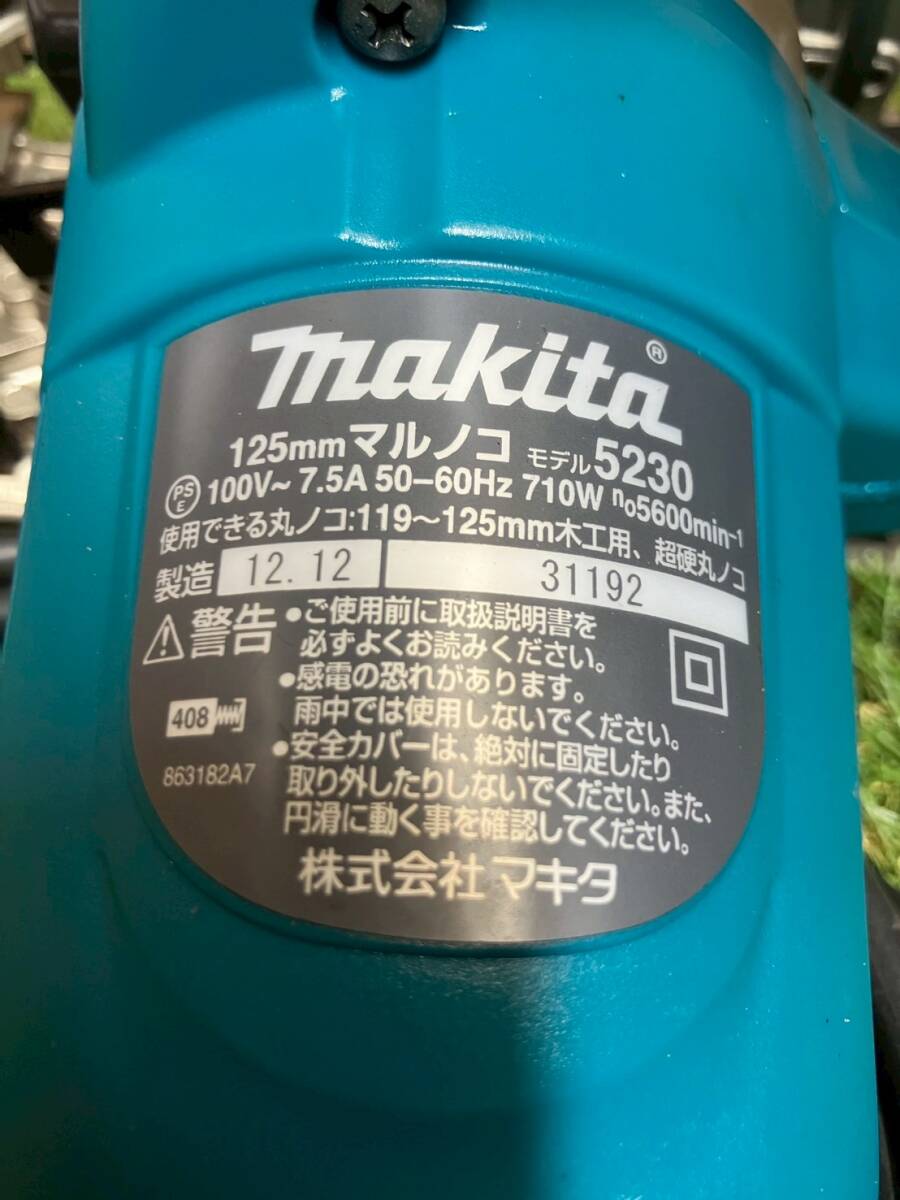 makita®
125mmマルノコ モデル5230
PSE 100V~ 7.5A 50-60Hz 710W no5600min-1
使用できる丸ノコ:119~125mm木工用、超硬丸ノコ
製造 12.12 31192
警告 ●ご使用前に取扱説明書を
必ずよくお読みください。
●感電の恐れがあります。
雨中では使用しないでください。
408
●安全カバーは、絶対に固定したり
863182A7 取り外したりしないでください。また、
円滑に動く事を確認してください。
株式会社マキタ